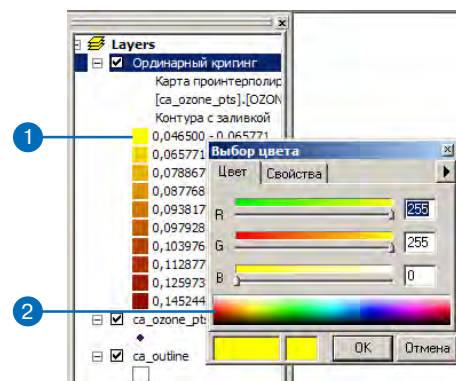 Layers
Ординарный кригинг
Карта проинтерполир
[ca_ozone_pts].[OZON
Контура с заливкой
1
0,046500 - 0,065771
0,065771
0,078867
0,087768
0,093817
0,097928
0,103976
0,112877
0,125973
0,145244
ca_ozone_pts
ca_outline
Выбор цвета
Цвет
Свойства
R
255
G
255
B
0
2
OK
Отмена